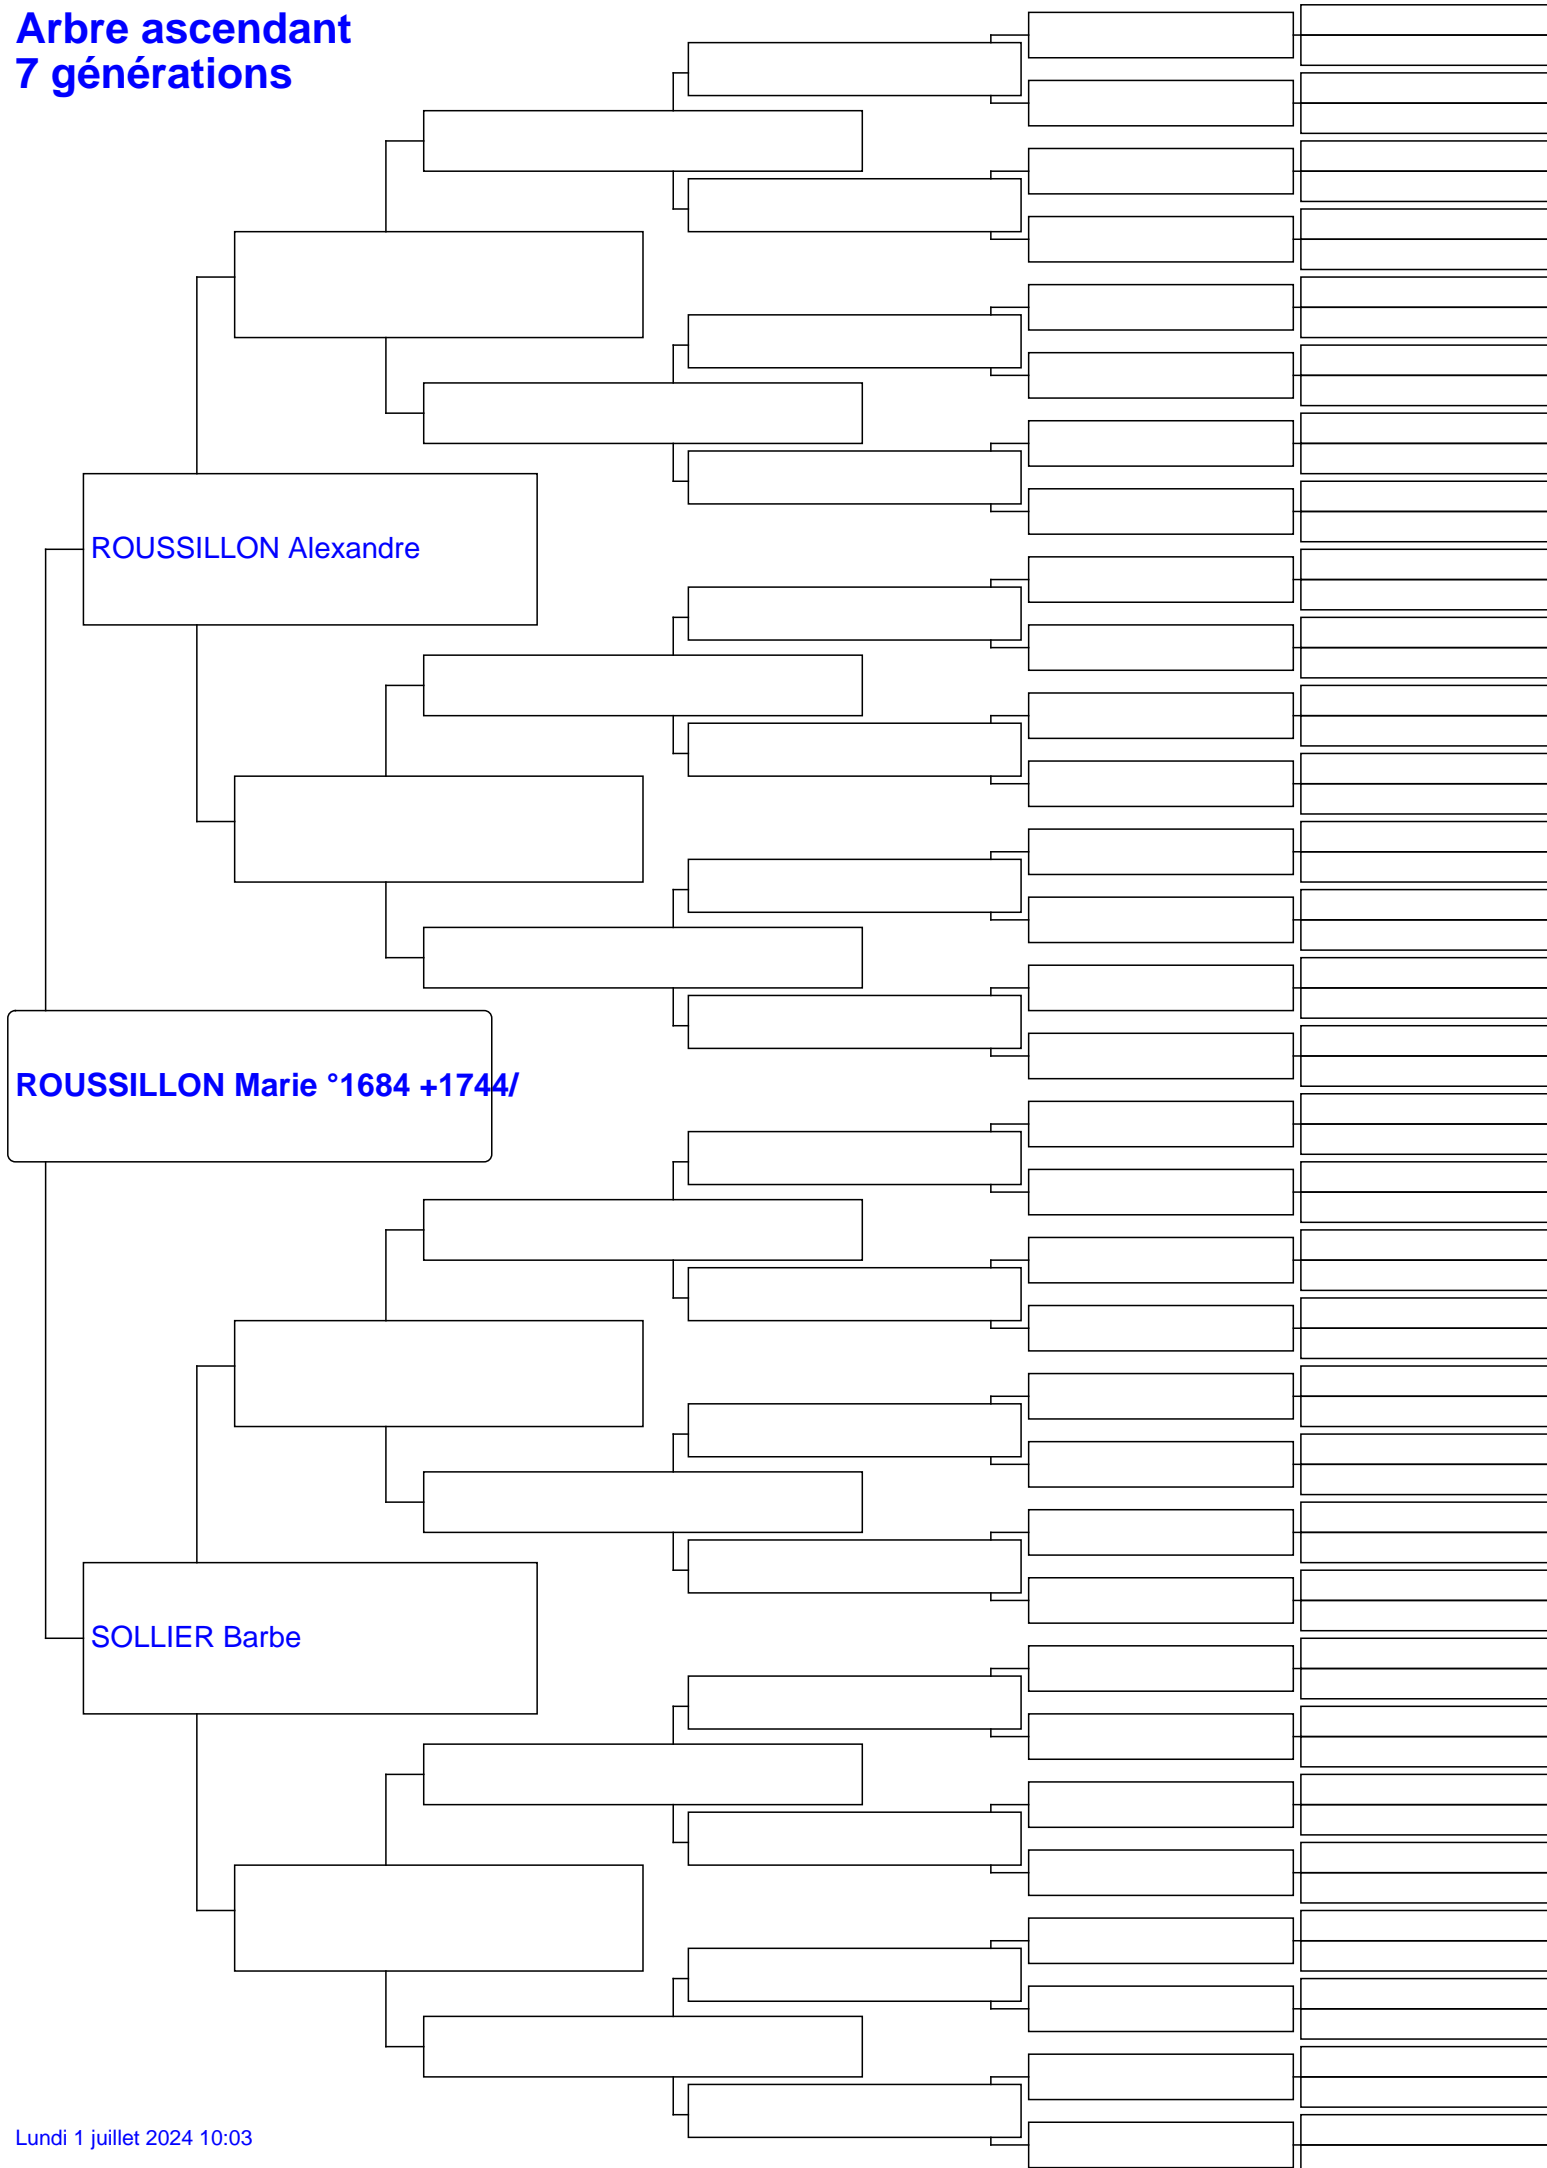 Arbre ascendant
7 générations
ROUSSILLON Alexandre
ROUSSILLON Marie °1684 +1744/
SOLLIER Barbe
Lundi 1 juillet 2024 10:03